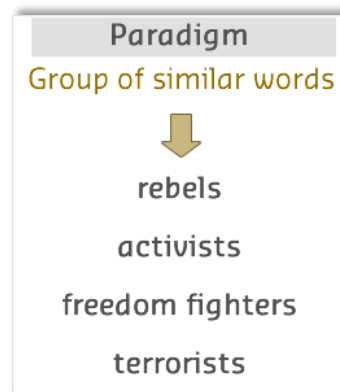 Paradigm
Group of similar words
rebels
activists
freedom fighters
terrorists